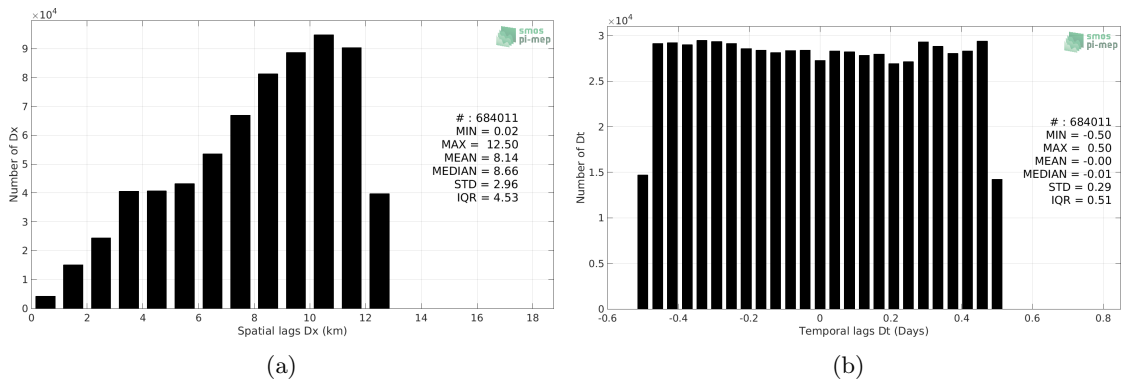 ×10⁴
10
9
8
7
6
5
4
3
2
1
0
Number of Dx
0 2 4 6 8 10 12 14 16 18
Spatial lags Dx (km)
smos
pi-mep
# : 684011
MIN = 0.02
MAX = 12.50
MEAN = 8.14
MEDIAN = 8.66
STD = 2.96
IQR = 4.53
(a)
×10⁴
3
2.5
2
1.5
1
0.5
0
Number of Dt
-0.6 -0.4 -0.2 0 0.2 0.4 0.6 0.8
Temporal lags Dt (Days)
smos
pi-mep
# : 684011
MIN = -0.50
MAX = 0.50
MEAN = -0.00
MEDIAN = -0.01
STD = 0.29
IQR = 0.51
(b)